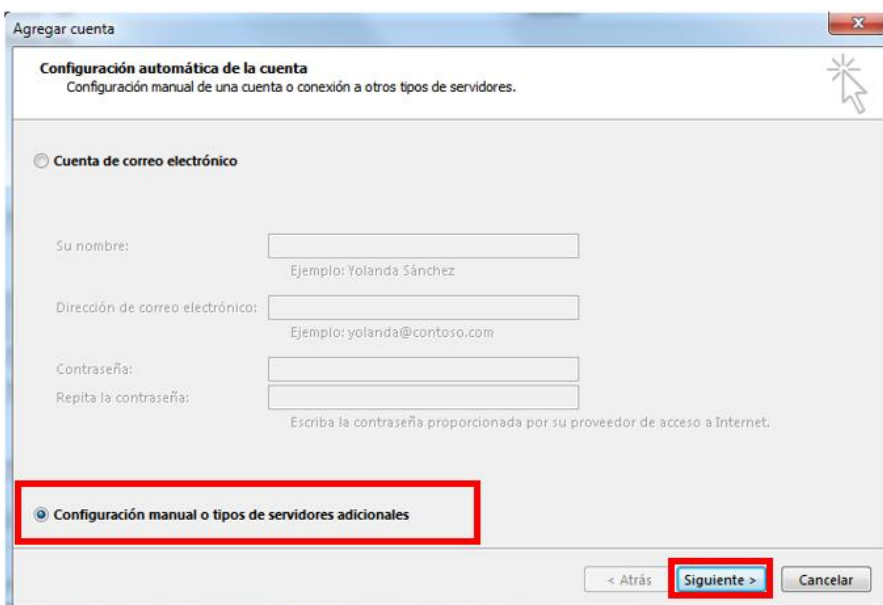 Agregar cuenta
Configuración automática de la cuenta
Configuración manual de una cuenta o conexión a otros tipos de servidores.
Cuenta de correo electrónico
Su nombre:
Ejemplo: Yolanda Sánchez
Dirección de correo electrónico:
Ejemplo: yolanda@contoso.com
Contraseña:
Repita la contraseña:
Escriba la contraseña proporcionada por su proveedor de acceso a Internet.
Configuración manual o tipos de servidores adicionales
< Atrás Siguiente > Cancelar